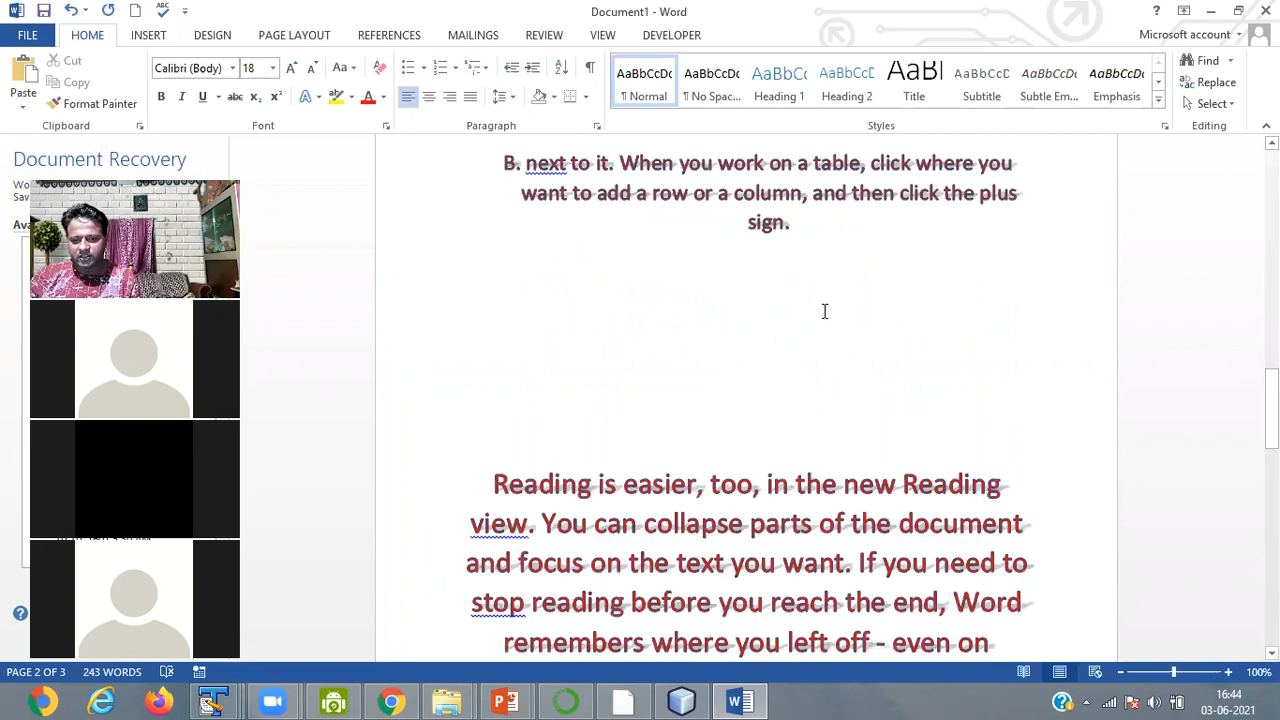 Document1 - Word
Microsoft account
FILE HOME INSERT DESIGN PAGE LAYOUT REFERENCES MAILINGS REVIEW VIEW DEVELOPER
Paste
Cut
Copy
Format Painter
Clipboard
Calibri (Body) 18
Font
Paragraph
AaBbCcDc AaBbCcDc AaBbCc AaBbCcD AaBI AaBbCcD AaBbCcDc AaBbCcDc
¶ Normal ¶ No Spac... Heading 1 Heading 2 Title Subtitle Subtle Em... Emphasis
Styles
Find
Replace
Select
Editing
Document Recovery
B. next to it. When you work on a table, click where you
want to add a row or a column, and then click the plus
sign.
Reading is easier, too, in the new Reading
view. You can collapse parts of the document
and focus on the text you want. If you need to
stop reading before you reach the end, Word
remembers where you left off - even on
PAGE 2 OF 3 243 WORDS
100%
16:44
03-06-2021